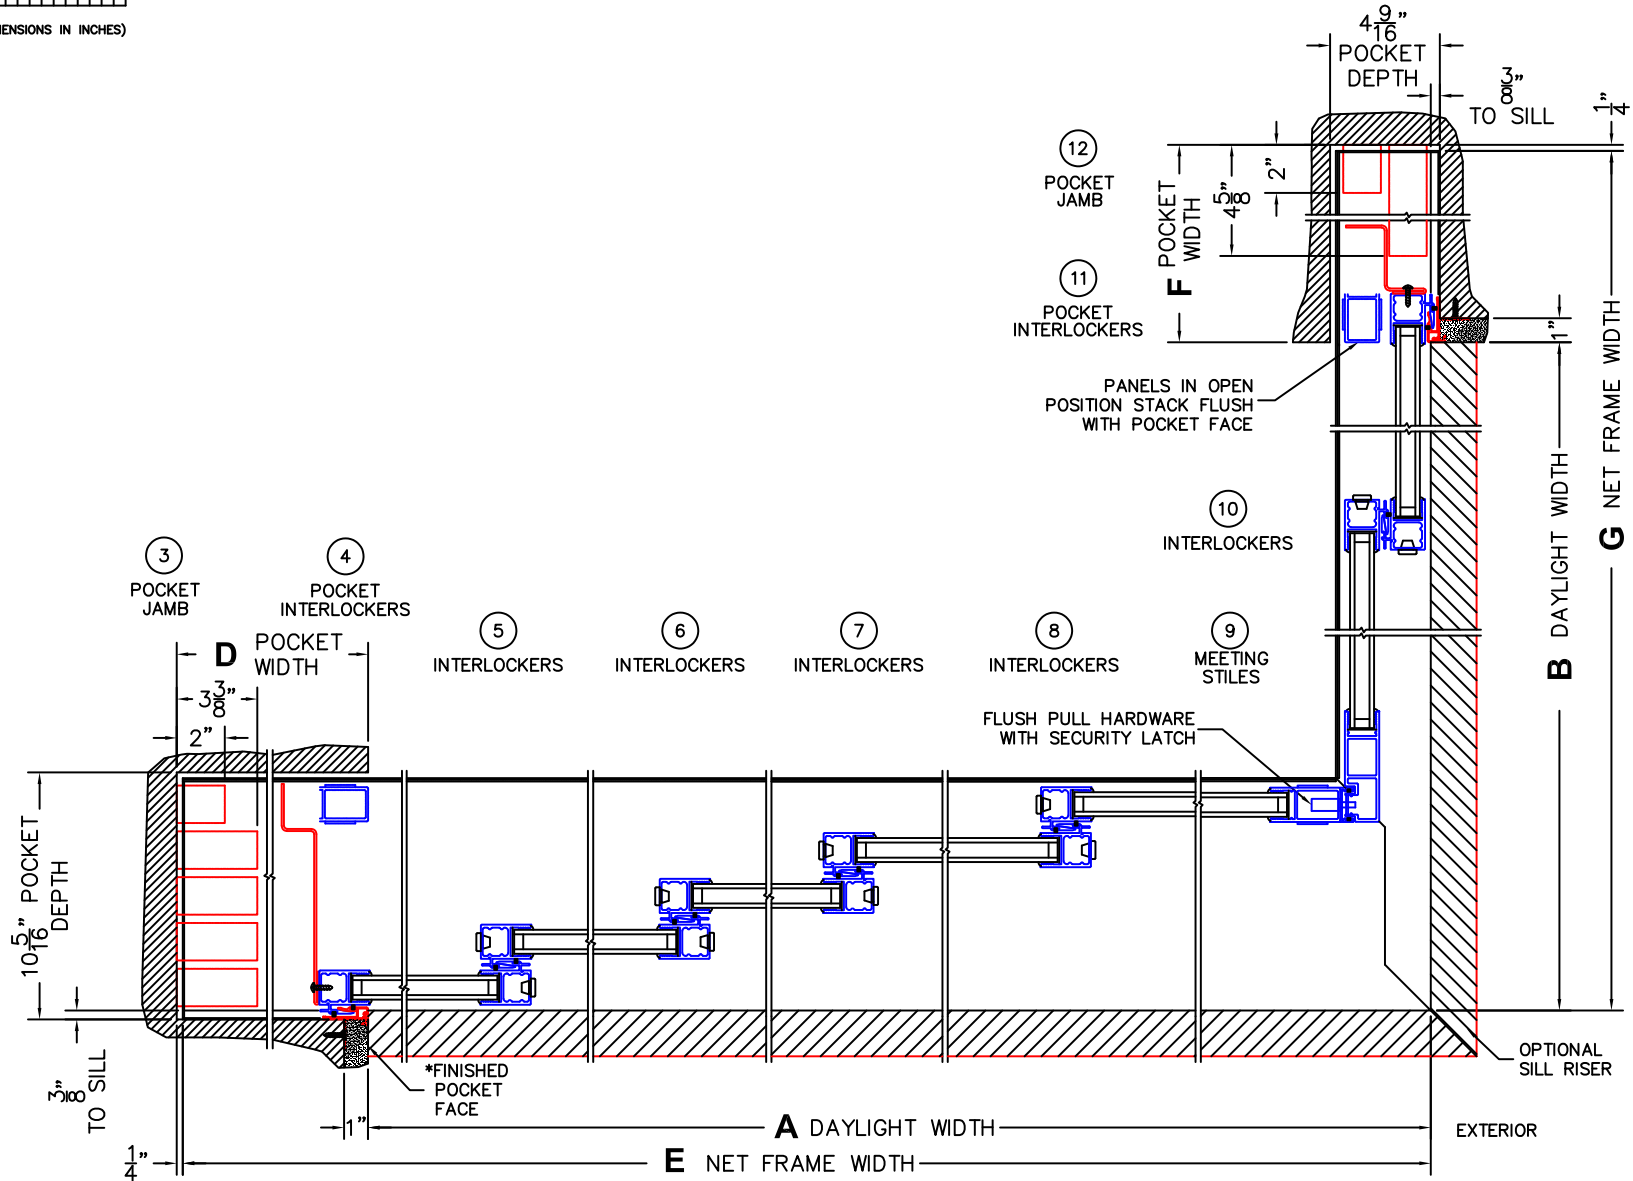 ENSIONS IN INCHES)
4 9/16"
POCKET
DEPTH
3/8"
TO SILL
1/4"
12
POCKET
JAMB
2"
4 5/8"
F POCKET
WIDTH
11
POCKET
INTERLOCKERS
1"
PANELS IN OPEN
POSITION STACK FLUSH
WITH POCKET FACE
G NET FRAME WIDTH
B DAYLIGHT WIDTH
10
INTERLOCKERS
3
POCKET
JAMB
4
POCKET
INTERLOCKERS
5
INTERLOCKERS
6
INTERLOCKERS
7
INTERLOCKERS
8
INTERLOCKERS
9
MEETING
STILES
D POCKET
WIDTH
3 3/8"
2"
FLUSH PULL HARDWARE
WITH SECURITY LATCH
10 5/16" POCKET
DEPTH
3/8"
TO SILL
*FINISHED
POCKET
FACE
OPTIONAL
SILL RISER
1"
A DAYLIGHT WIDTH
EXTERIOR
1/4"
E NET FRAME WIDTH